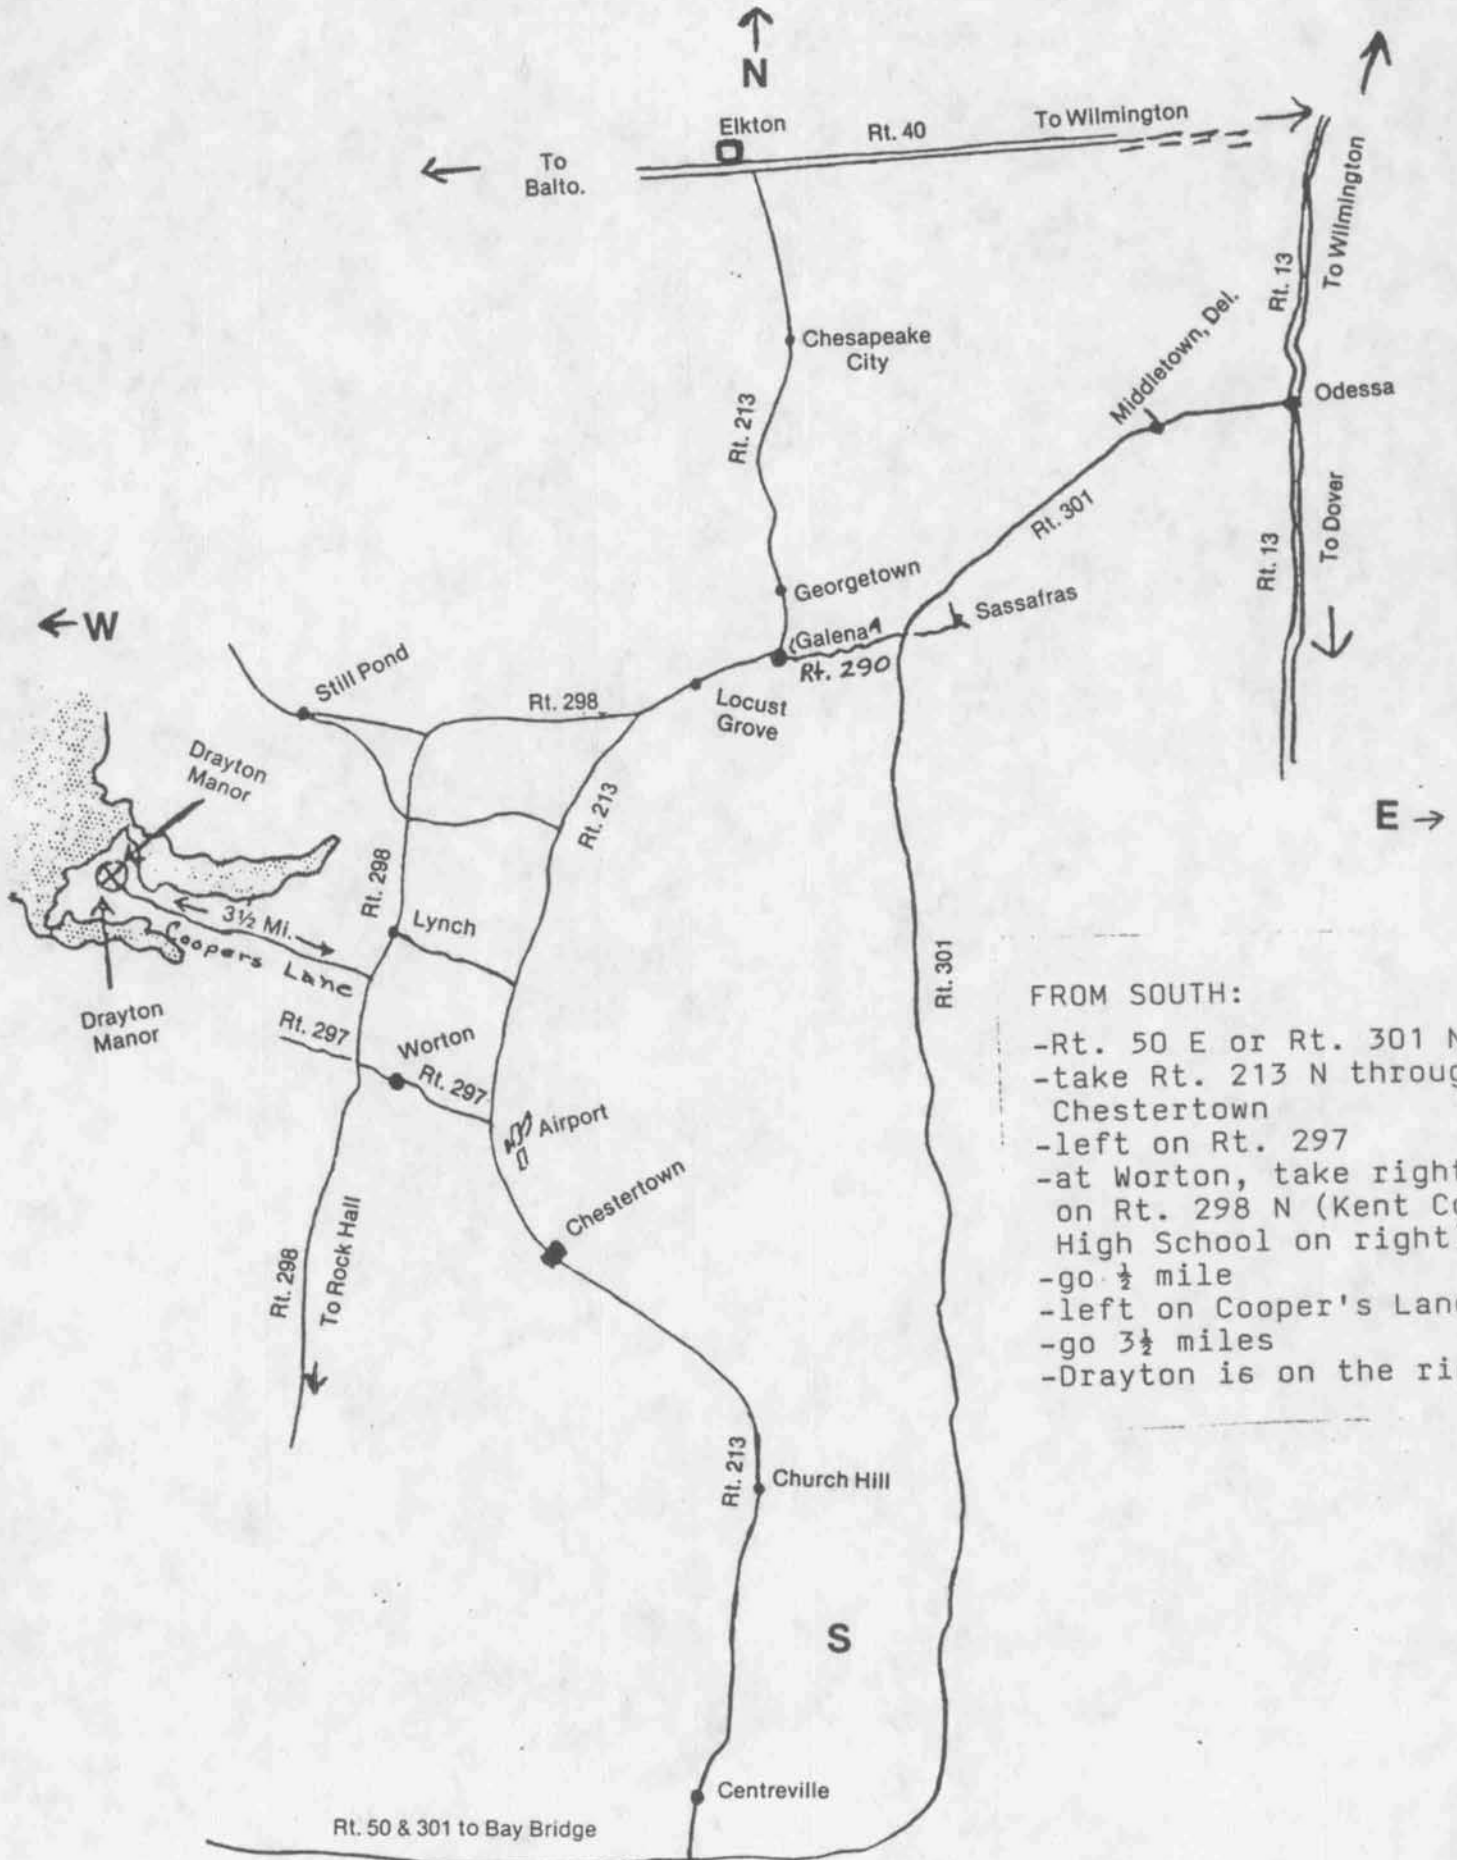 N
Elkton
Rt. 40
To Wilmington
To
Balto.
To Wilmington
Rt. 13
Chesapeake
City
Middletown, Del.
Odessa
Rt. 213
Rt. 301
To Dover
Rt. 13
Georgetown
Sassafras
W
Galena
Rt. 290
Still Pond
Rt. 298
Locust
Grove
Drayton
Manor
Rt. 213
E
Rt. 298
3½ Mi.
Lynch
Coopers Lane
Rt. 301
Drayton
Manor
Rt. 297
Worton
Rt. 297
Airport
Chestertown
Rt. 298
To Rock Hall
FROM SOUTH:
-Rt. 50 E or Rt. 301 N
-take Rt. 213 N throug
Chestertown
-left on Rt. 297
-at Worton, take right
on Rt. 298 N (Kent Co
High School on right
-go ½ mile
-left on Cooper's Lan
-go 3½ miles
-Drayton is on the ri
Rt. 213
Church Hill
S
Centreville
Rt. 50 & 301 to Bay Bridge